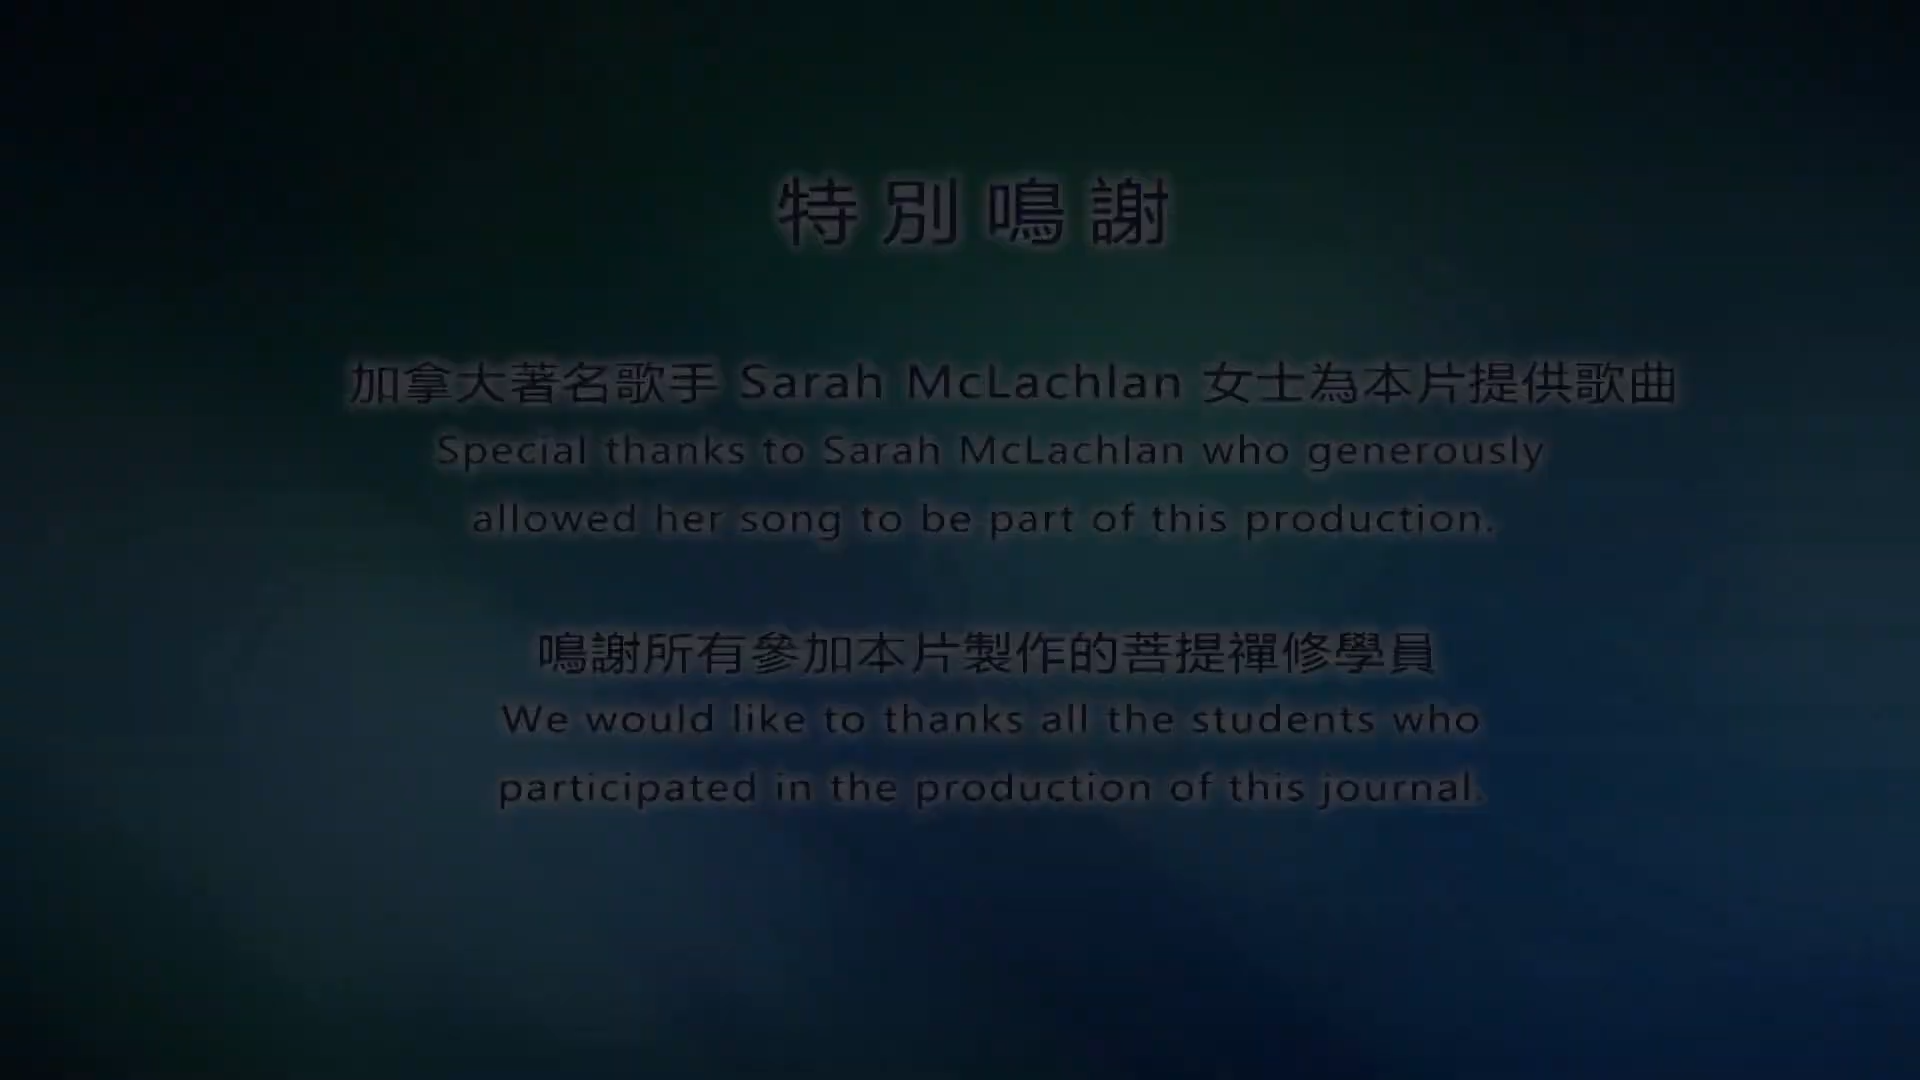 特別鳴謝
加拿大著名歌手 Sarah McLachlan 女士為本片提供歌曲
Special thanks to Sarah McLachlan who generously
allowed her song to be part of this production.
鳴謝所有參加本片製作的菩提禪修學員
We would like to thanks all the students who
participated in the production of this journal.